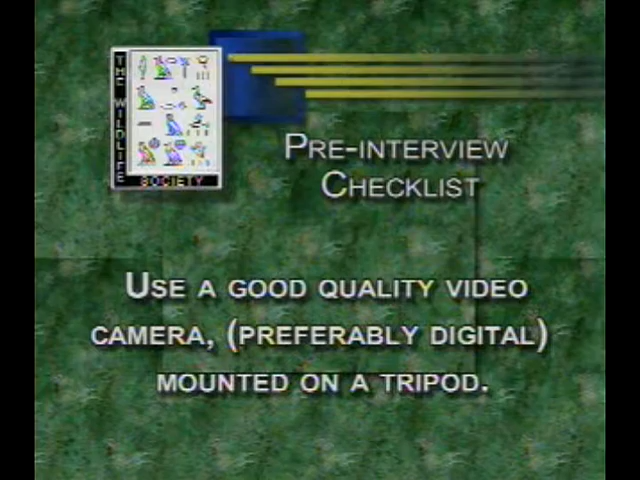 THE WILDLIFE
SOCIETY
PRE-INTERVIEW
CHECKLIST
USE A GOOD QUALITY VIDEO
CAMERA, (PREFERABLY DIGITAL)
MOUNTED ON A TRIPOD.